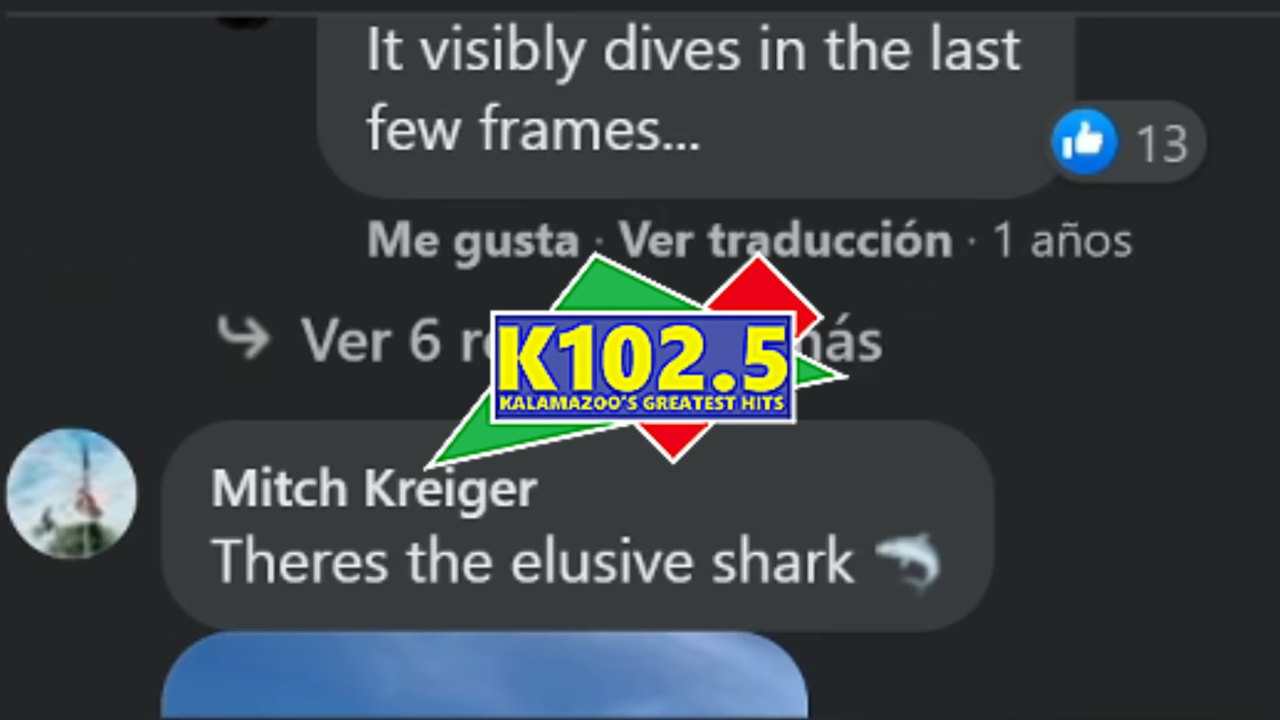 It visibly dives in the last
few frames...
13
Me gusta · Ver traducción · 1 años
Ver 6
K102.5
KALAMAZOO'S GREATEST HITS
Mitch Kreiger
Theres the elusive shark